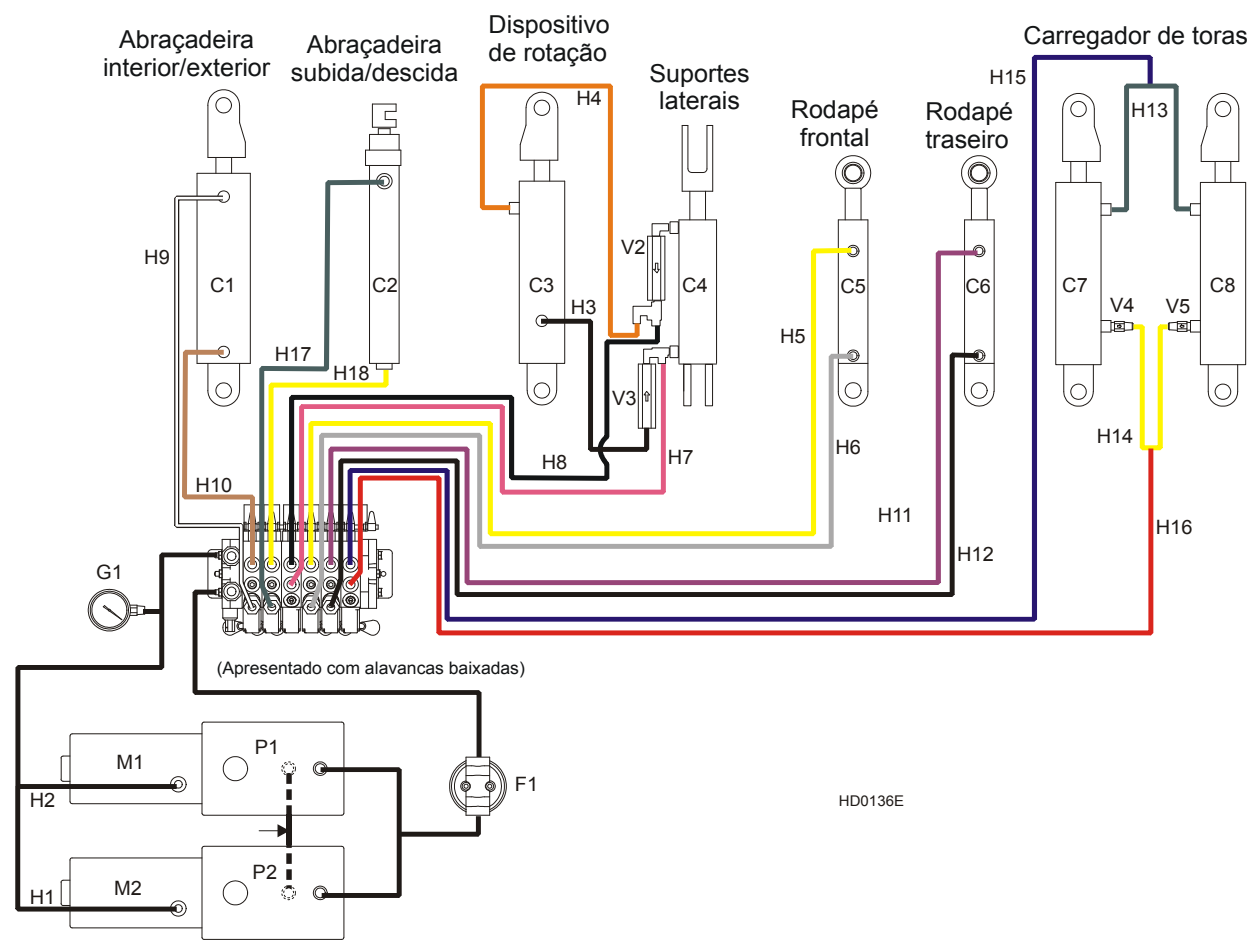 Abraçadeira
interior/exterior
Abraçadeira
subida/descida
Dispositivo
de rotação
Suportes
laterais
Rodapé
frontal
Rodapé
traseiro
Carregador de toras
H4
H15
H13
H9
V2
C1
C2
C3
C4
C5
C6
C7
C8
H3
V4
V5
H5
H17
H18
V3
H14
H6
H7
H8
H10
H11
H16
H12
G1
(Apresentado com alavancas baixadas)
P1
M1
F1
H2
HD0136E
P2
M2
H1